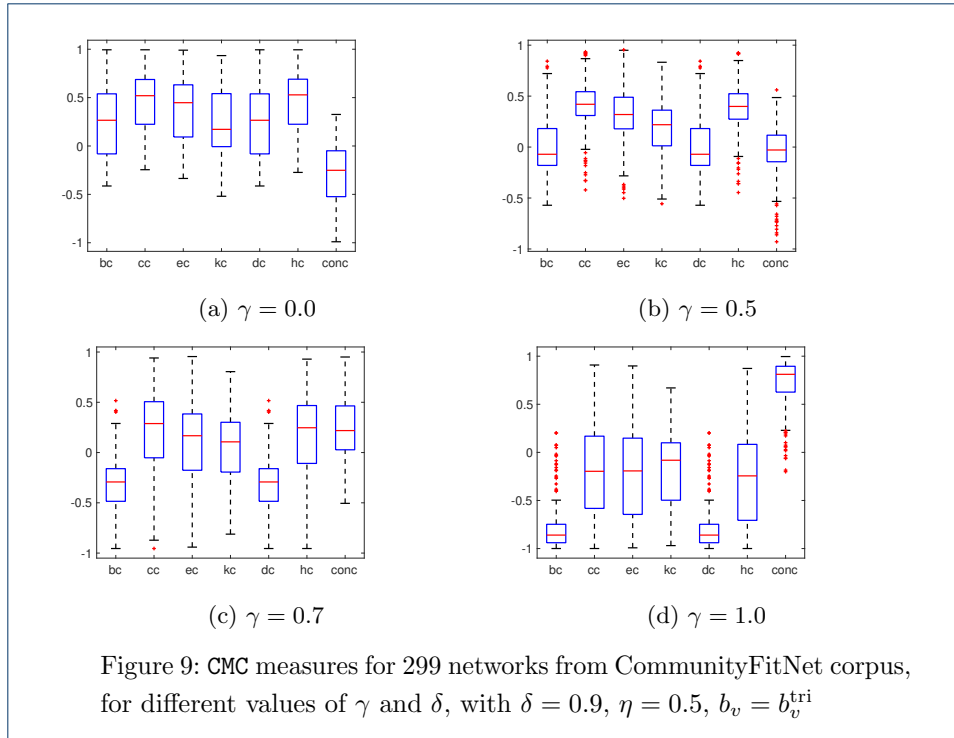 1
0.5
0
-0.5
-1
bc cc ec kc dc hc conc
(a) γ = 0.0
1
0.5
0
-0.5
-1
bc cc ec kc dc hc conc
(b) γ = 0.5
1
0.5
0
-0.5
-1
bc cc ec kc dc hc conc
(c) γ = 0.7
1
0.5
0
-0.5
-1
bc cc ec kc dc hc conc
(d) γ = 1.0
Figure 9: CMC measures for 299 networks from CommunityFitNet corpus,
for different values of γ and δ, with δ = 0.9, η = 0.5, b_v = b_v^tri